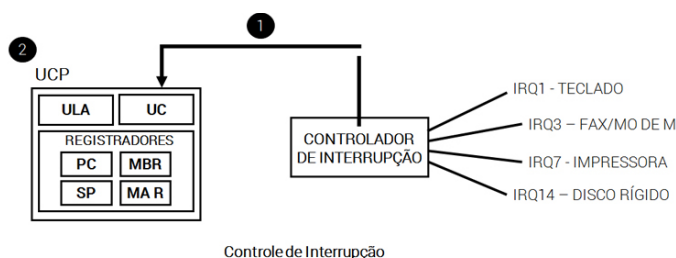 1
2
UCP
ULA
UC
REGISTRADORES
PC
MBR
SP
MA R
CONTROLADOR
DE INTERRUPÇÃO
IRQ1 - TECLADO
IRQ3 – FAX/MO DE M
IRQ7 - IMPRESSORA
IRQ14 – DISCO RÍGIDO
Controle de Interrupção